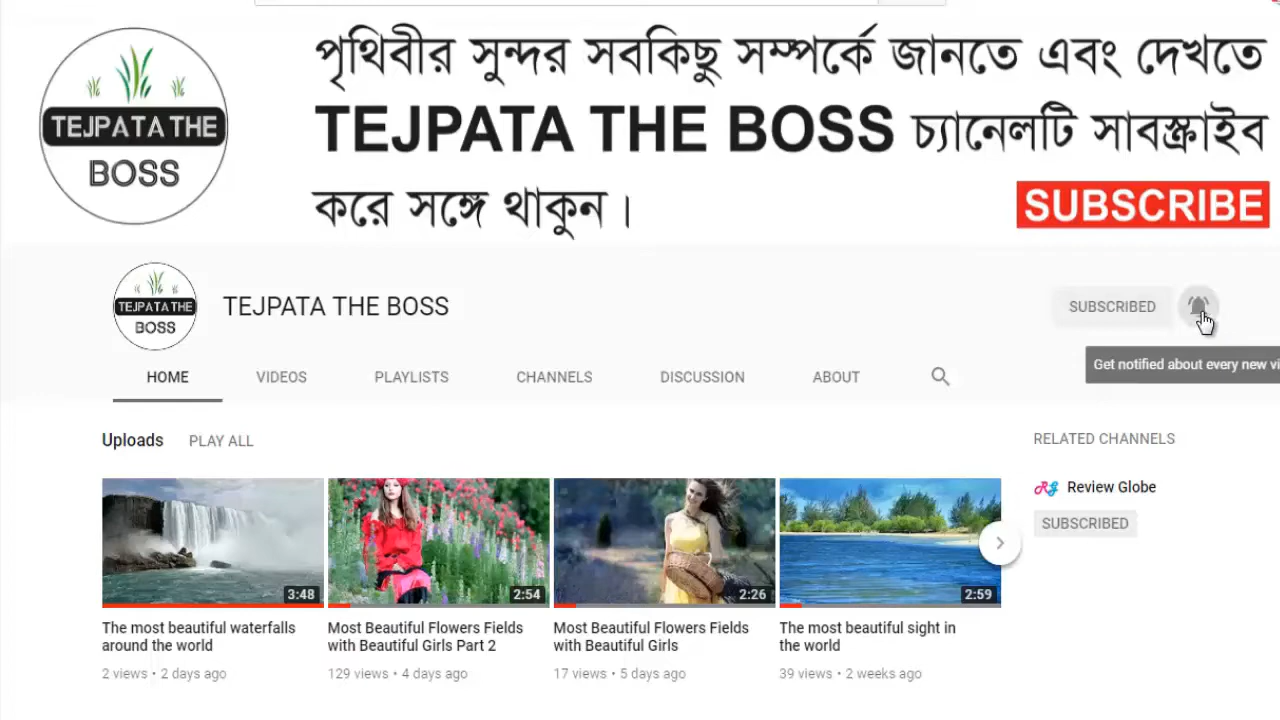 TEJPATA THE
BOSS
পৃথিবীর সুন্দর সবকিছু সম্পর্কে জানতে এবং দেখতে
TEJPATA THE BOSS চ্যানেলটি সাবস্ক্রাইব
করে সঙ্গে থাকুন।
SUBSCRIBE
TEJPATA THE
BOSS
TEJPATA THE BOSS
SUBSCRIBED
Get notified about every new vi
HOME VIDEOS PLAYLISTS CHANNELS DISCUSSION ABOUT
Uploads PLAY ALL
RELATED CHANNELS
RG Review Globe
SUBSCRIBED
3:48 2:54 2:26 2:59
The most beautiful waterfalls
around the world
2 views • 2 days ago
Most Beautiful Flowers Fields
with Beautiful Girls Part 2
129 views • 4 days ago
Most Beautiful Flowers Fields
with Beautiful Girls
17 views • 5 days ago
The most beautiful sight in
the world
39 views • 2 weeks ago